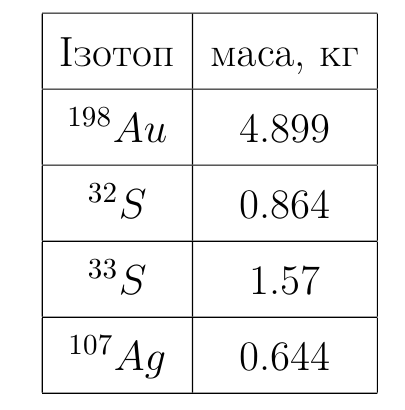 Ізотоп маса, кг
¹⁹⁸Au 4.899
³²S 0.864
³³S 1.57
¹⁰⁷Ag 0.644